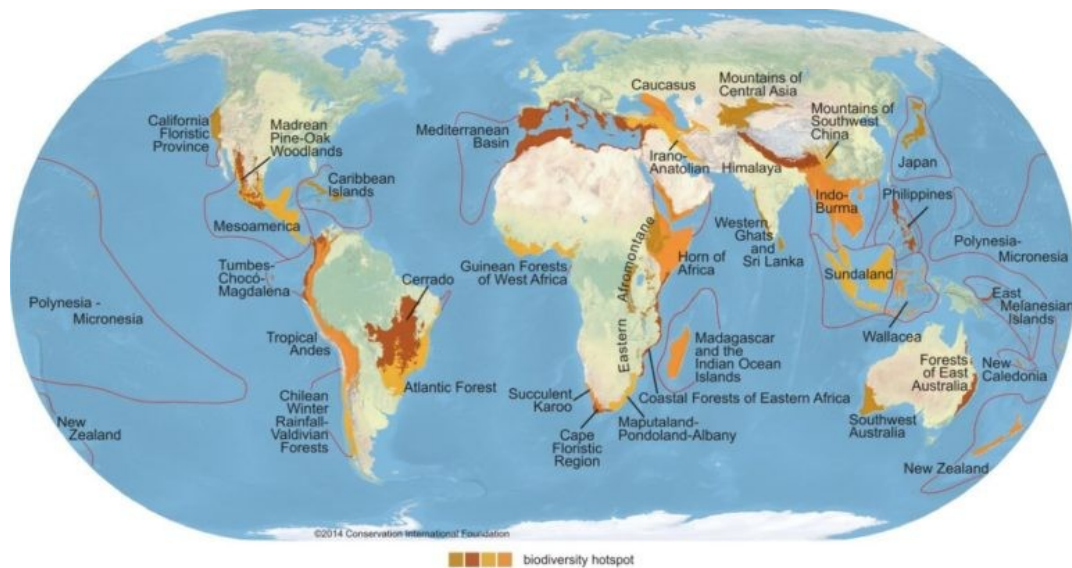 California
Floristic
Province
Madrean
Pine-Oak
Woodlands
Caribbean
Islands
Mesoamerica
Tumbes-
Chocó-
Magdalena
Polynesia -
Micronesia
Tropical
Andes
Cerrado
Atlantic Forest
Chilean
Winter
Rainfall-
Valdivian
Forests
New
Zealand
Mediterranean
Basin
Caucasus
Mountains of
Central Asia
Mountains of
Southwest
China
Irano-
Anatolian
Himalaya
Japan
Indo-
Burma
Philippines
Western
Ghats
and
Sri Lanka
Guinean Forests
of West Africa
Eastern Afromontane
Horn of
Africa
Sundaland
Polynesia-
Micronesia
East
Melanesian
Islands
Wallacea
Madagascar
and the
Indian Ocean
Islands
Coastal Forests of Eastern Africa
Succulent
Karoo
Cape
Floristic
Region
Maputaland-
Pondoland-Albany
Forests
of East
Australia
New
Caledonia
Southwest
Australia
New Zealand
©2014 Conservation International Foundation
biodiversity hotspot